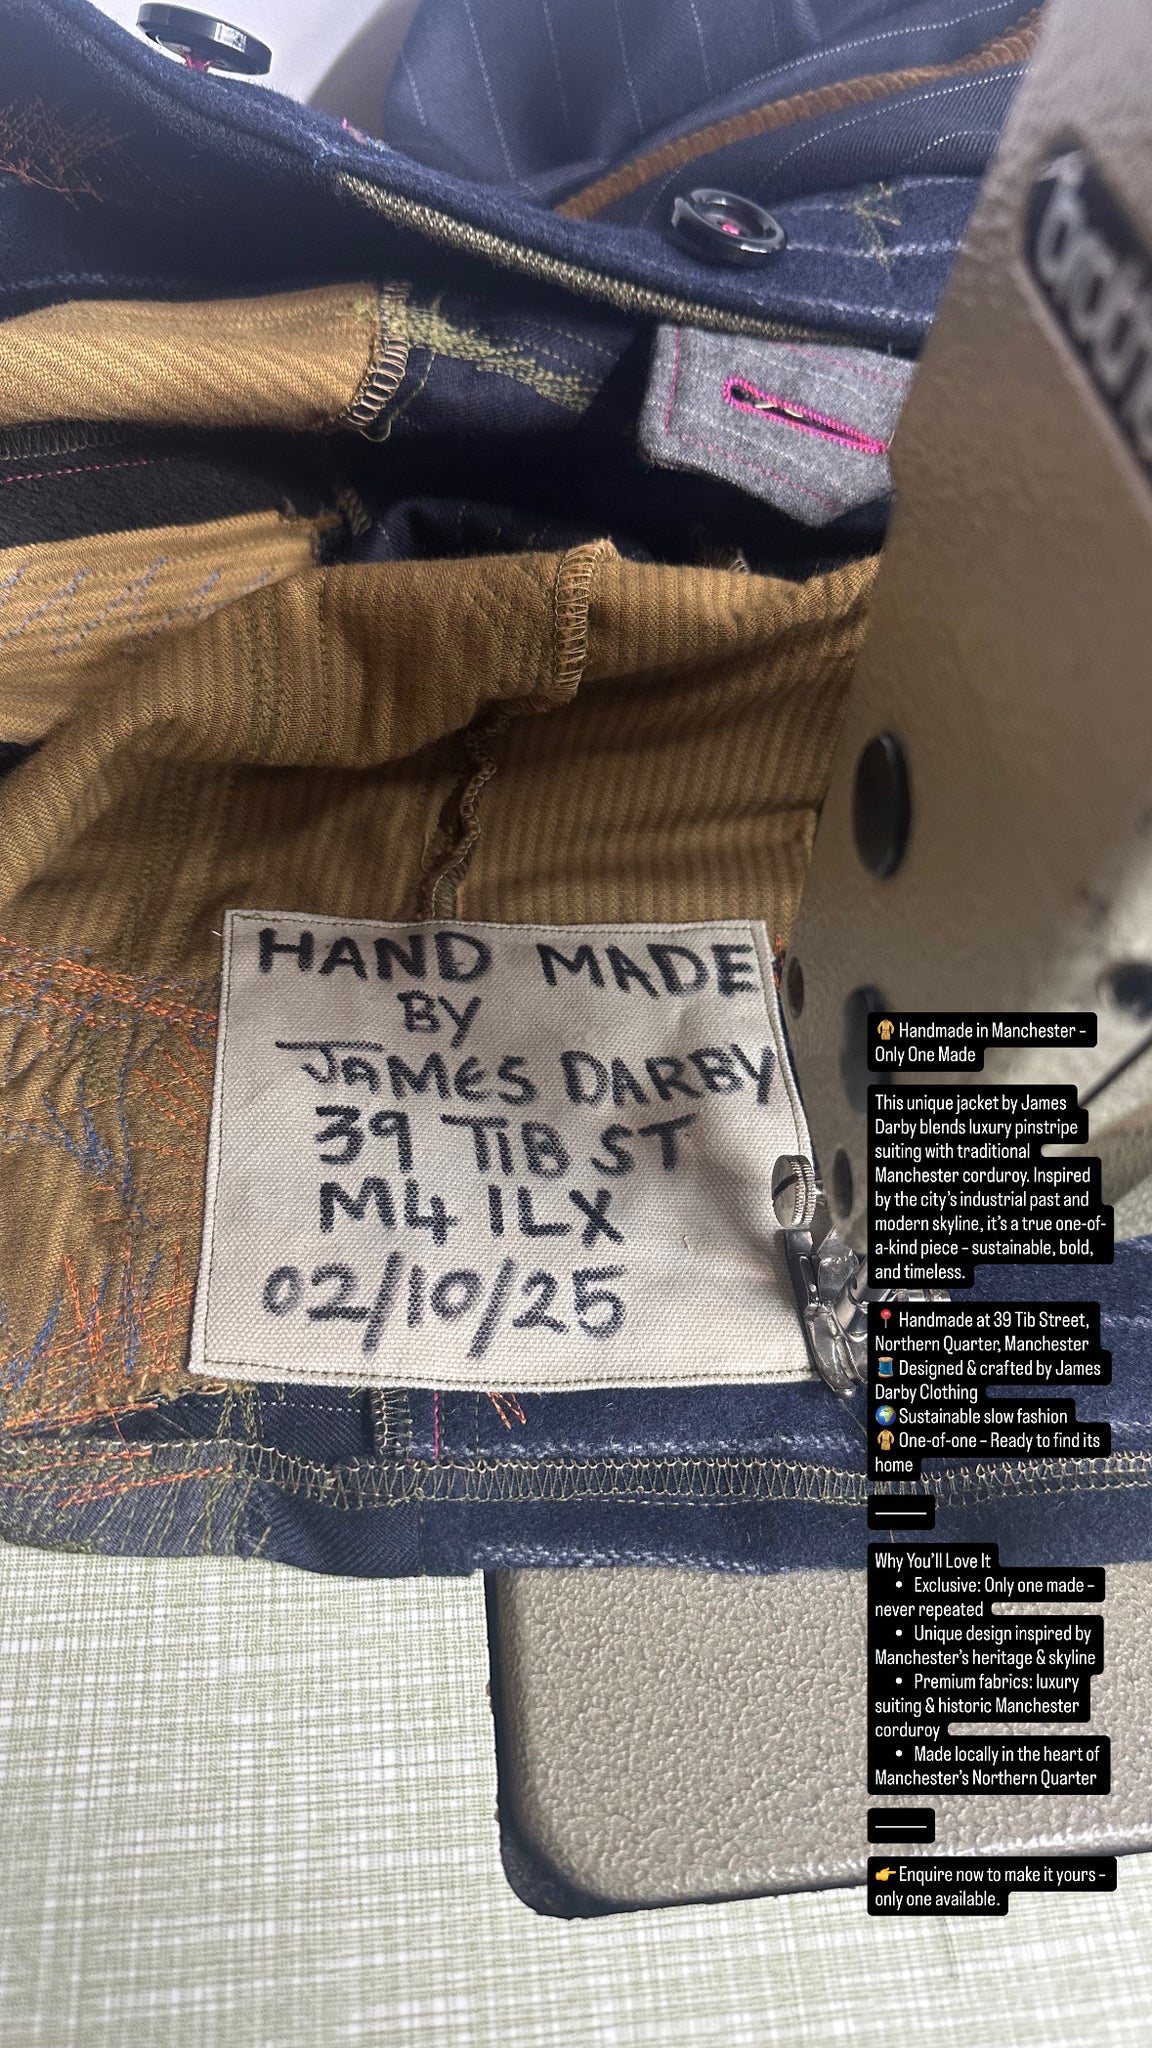 HAND MADE
BY
JAMES DARBY
39 TIB ST
M4 1LX
02/10/25
🧥 Handmade in Manchester –
Only One Made
This unique jacket by James
Darby blends luxury pinstripe
suiting with traditional
Manchester corduroy. Inspired
by the city's industrial past and
modern skyline, it's a true one-of-
a-kind piece – sustainable, bold,
and timeless.
📍 Handmade at 39 Tib Street,
Northern Quarter, Manchester
🧵 Designed & crafted by James
Darby Clothing
🌍 Sustainable slow fashion
🧥 One-of-one – Ready to find its
home
⸻
Why You'll Love It
• Exclusive: Only one made –
never repeated
• Unique design inspired by
Manchester's heritage & skyline
• Premium fabrics: luxury
suiting & historic Manchester
corduroy
• Made locally in the heart of
Manchester's Northern Quarter
⸻
👉 Enquire now to make it yours –
only one available.